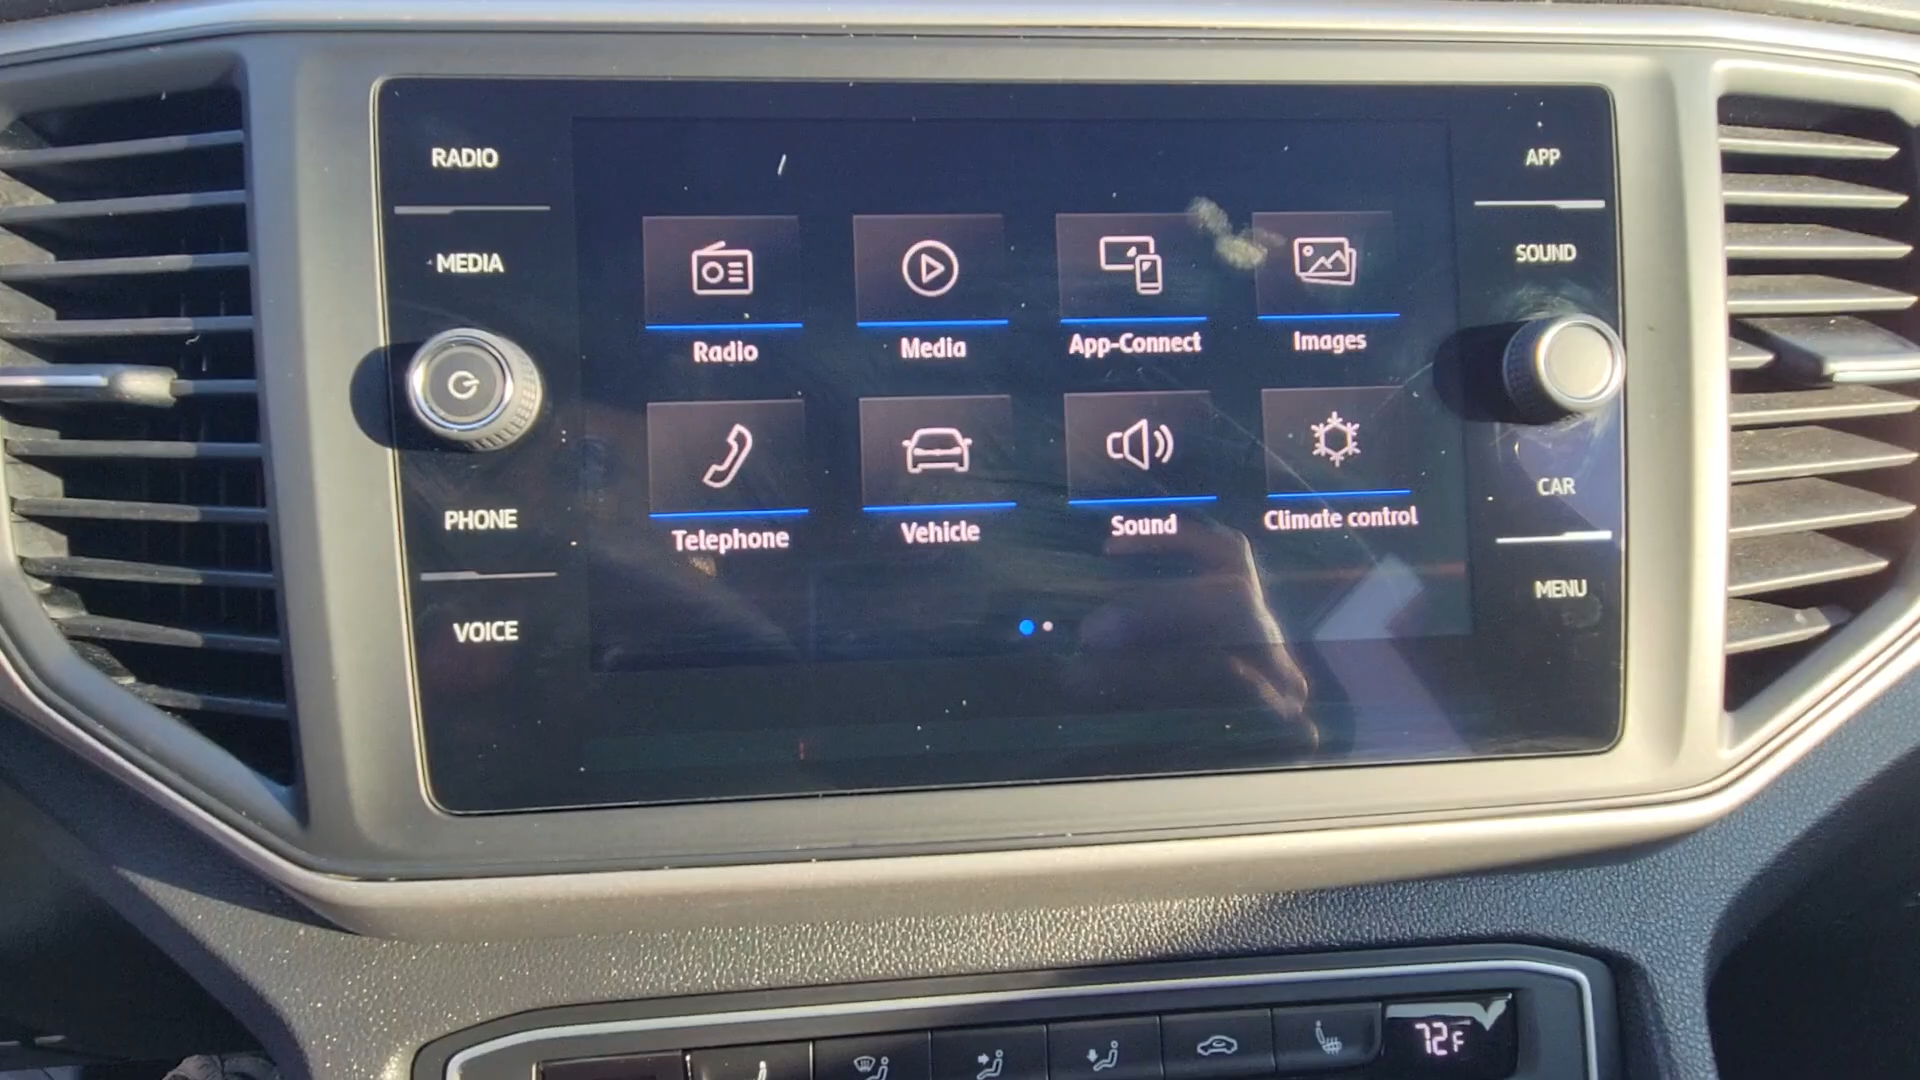 RADIO
MEDIA
PHONE
VOICE
Radio
Media
App-Connect
Images
Telephone
Vehicle
Sound
Climate control
APP
SOUND
CAR
MENU
72F